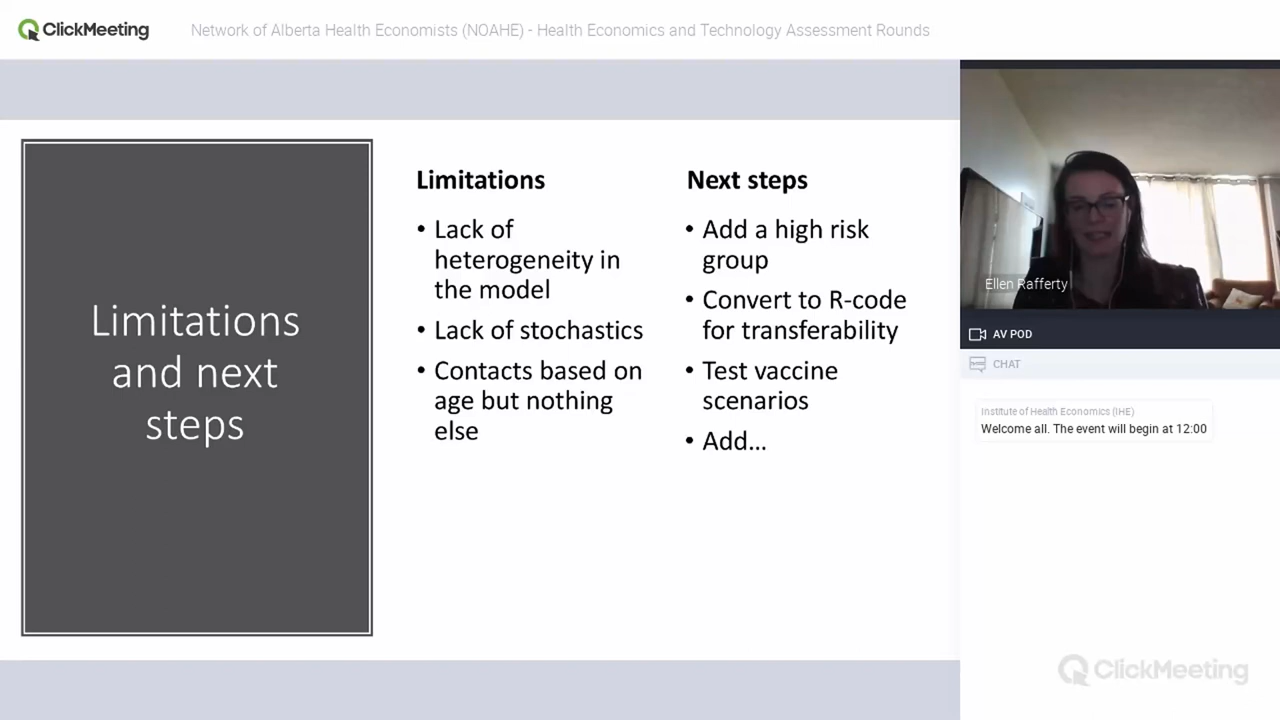 ClickMeeting
Network of Alberta Health Economists (NOAHE) - Health Economics and Technology Assessment Rounds
Limitations
and next
steps
Limitations
• Lack of
heterogeneity in
the model
• Lack of stochastics
• Contacts based on
age but nothing
else
Next steps
• Add a high risk
group
• Convert to R-code
for transferability
• Test vaccine
scenarios
• Add...
Ellen Rafferty
AV POD
CHAT
Institute of Health Economics (IHE)
Welcome all. The event will begin at 12:00
ClickMeeting